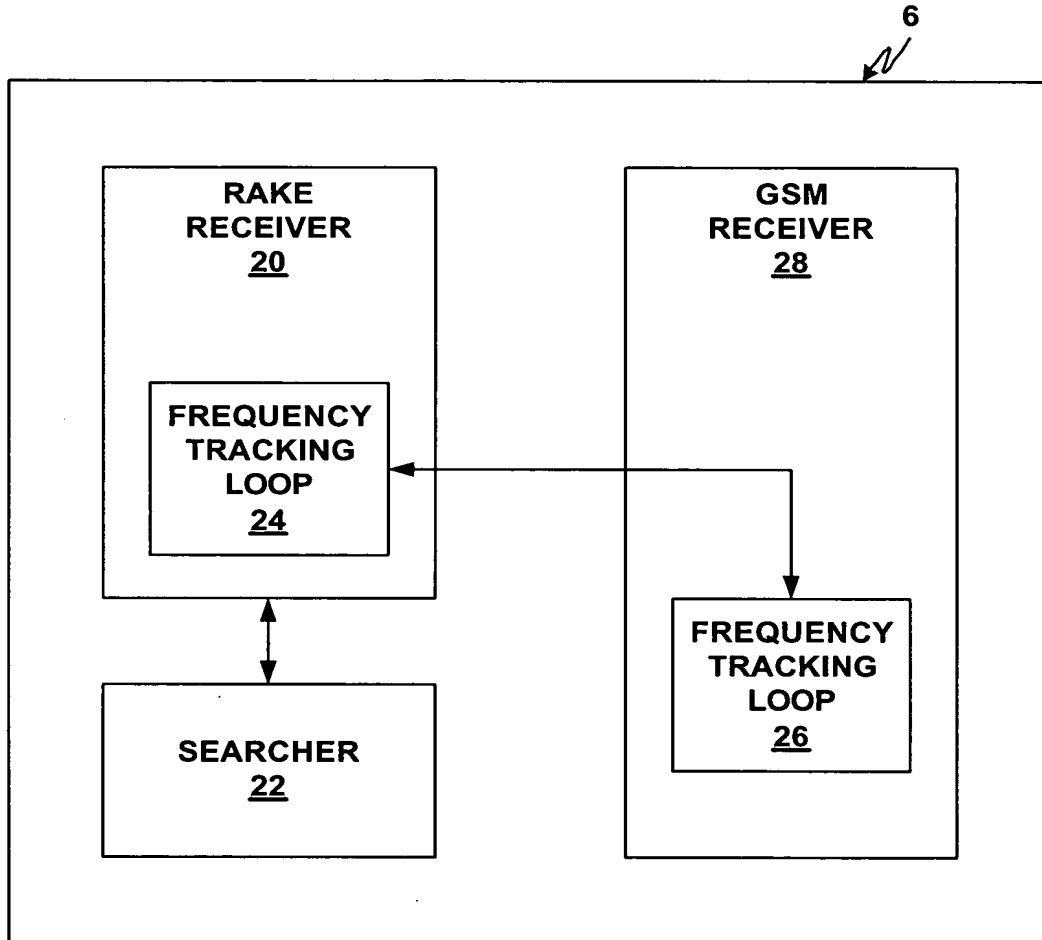 6
RAKE
RECEIVER
20
GSM
RECEIVER
28
FREQUENCY
TRACKING
LOOP
24
FREQUENCY
TRACKING
LOOP
26
SEARCHER
22